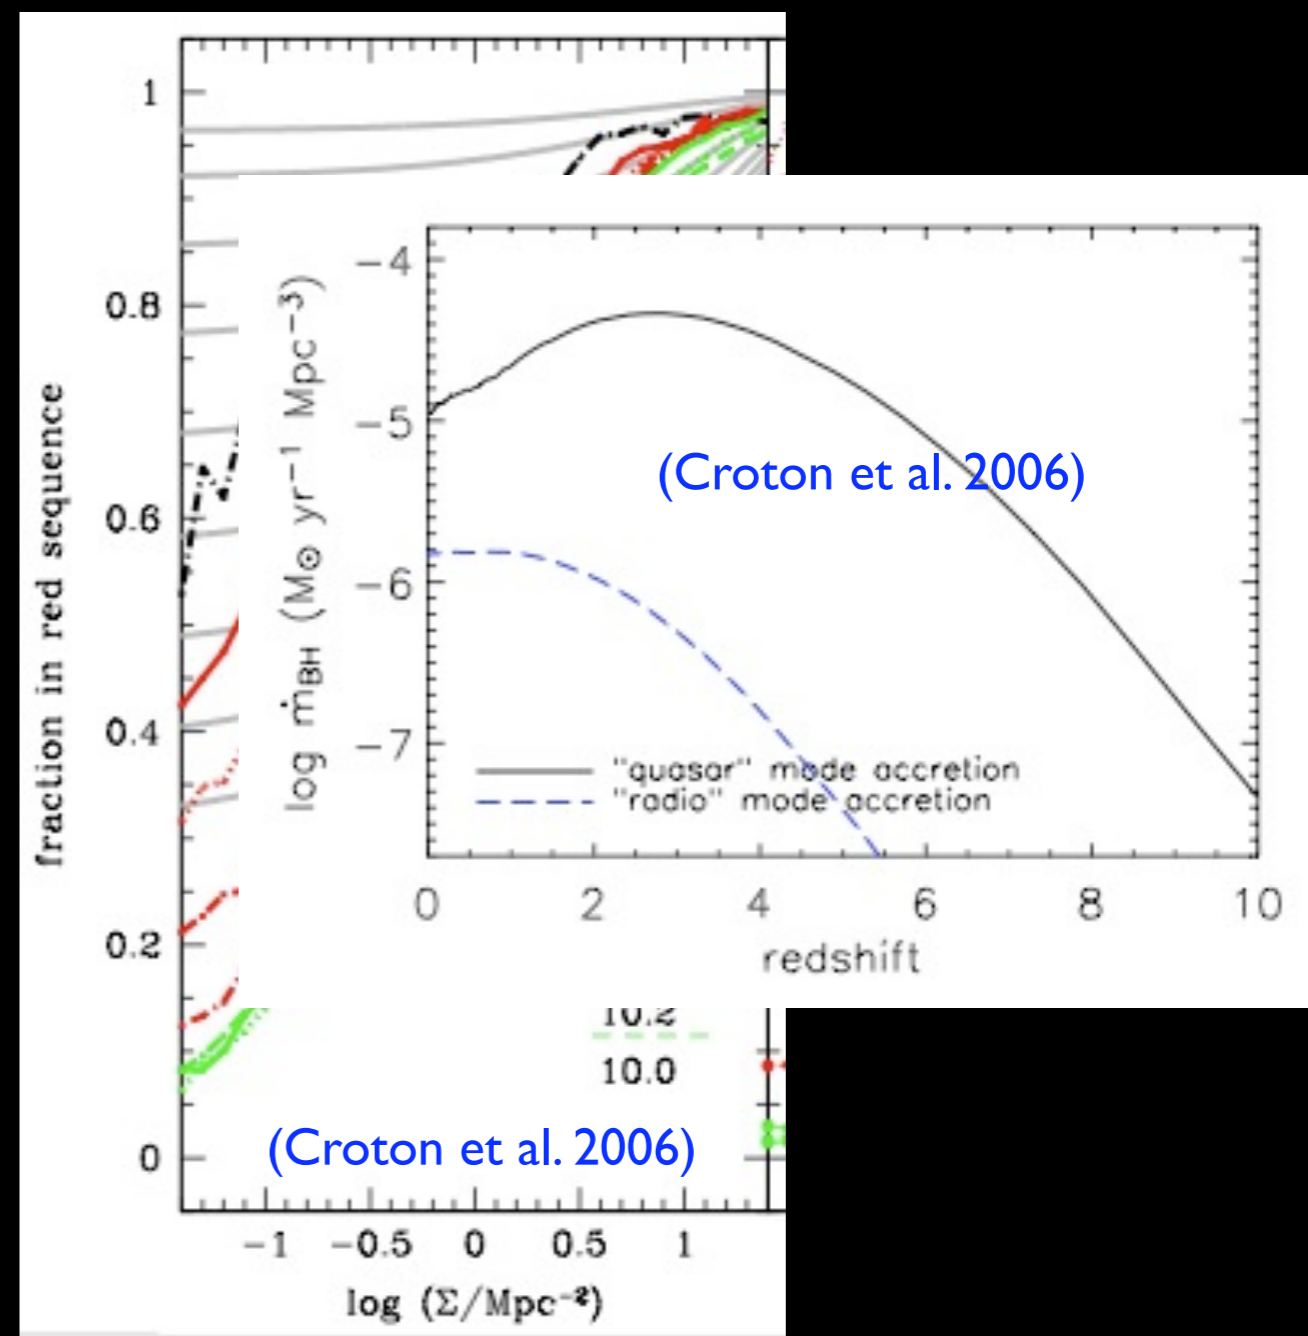 1
0.8
0.6
0.4
0.2
0
fraction in red sequence
-1 -0.5 0 0.5 1
log (Σ/Mpc⁻²)
10.2
10.0
(Croton et al. 2006)
-4
-5
-6
-7
log ṁ_BH (M⊙ yr⁻¹ Mpc⁻³)
(Croton et al. 2006)
"quasar" mode accretion
"radio" mode accretion
0 2 4 6 8 10
redshift